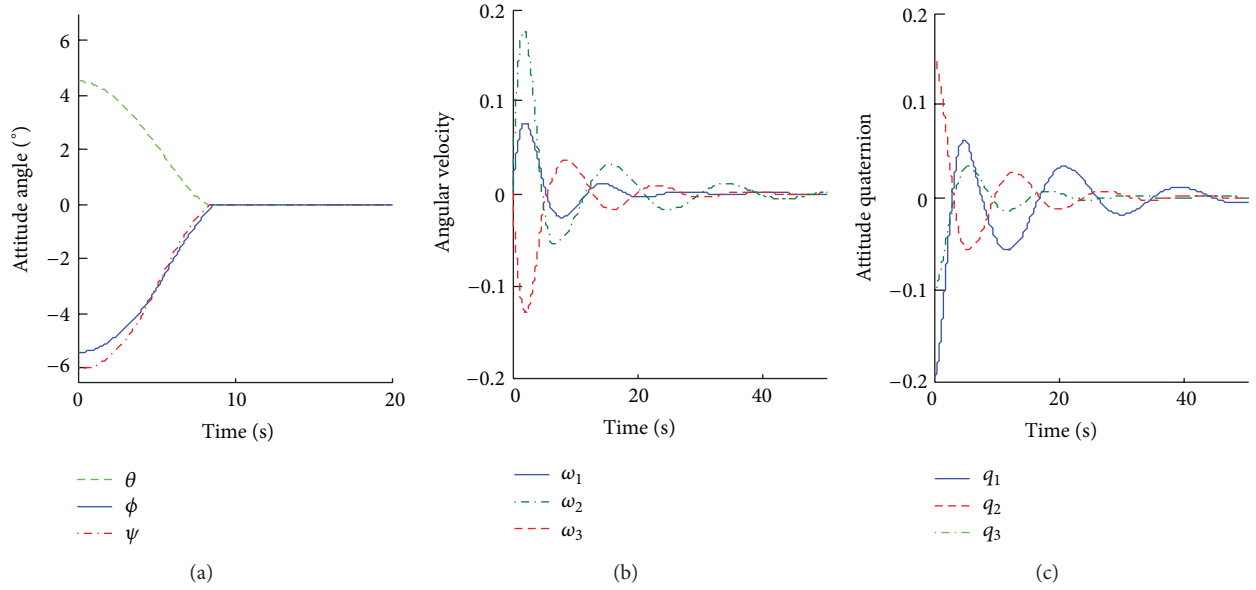 6
4
2
0
−2
−4
−6
0
10
20
Attitude angle (°)
Time (s)
θ
ϕ
ψ
(a)
0.2
0.1
0
−0.1
−0.2
0
20
40
Angular velocity
Time (s)
ω1
ω2
ω3
(b)
0.2
0.1
0
−0.1
−0.2
0
20
40
Attitude quaternion
Time (s)
q1
q2
q3
(c)